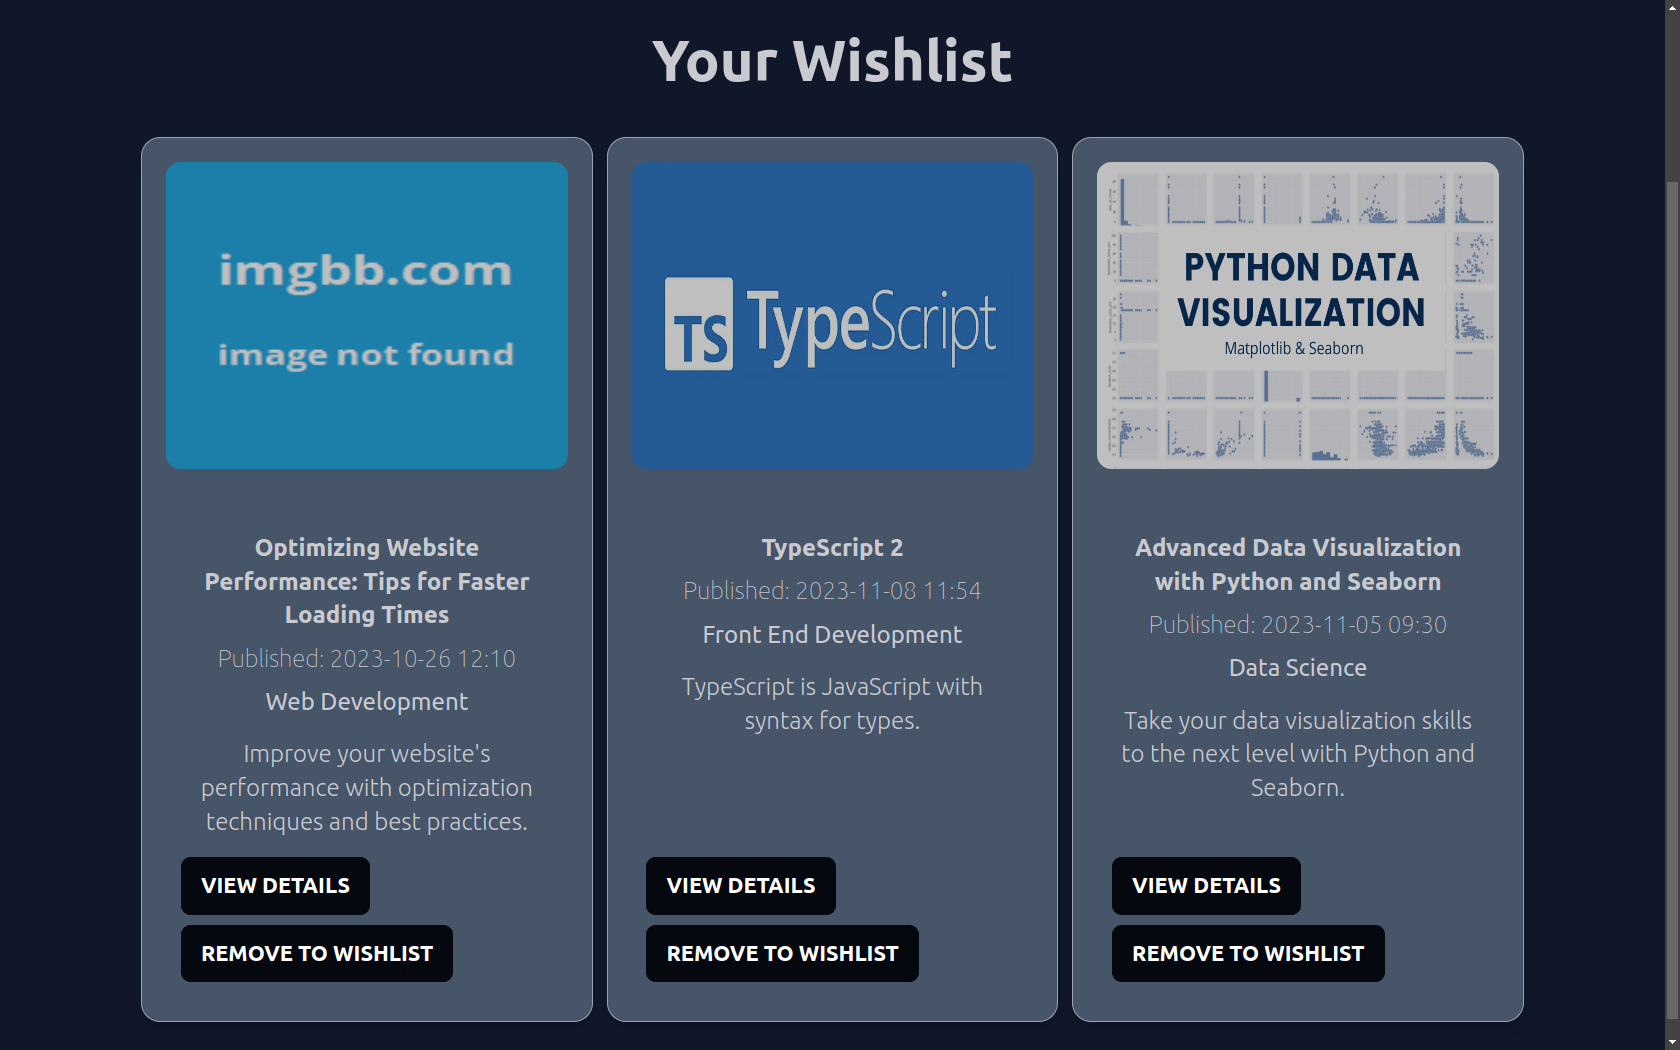 Your Wishlist
imgbb.com
image not found
Optimizing Website
Performance: Tips for Faster
Loading Times
Published: 2023-10-26 12:10
Web Development
Improve your website's
performance with optimization
techniques and best practices.
VIEW DETAILS
REMOVE TO WISHLIST
TS TypeScript
TypeScript 2
Published: 2023-11-08 11:54
Front End Development
TypeScript is JavaScript with
syntax for types.
VIEW DETAILS
REMOVE TO WISHLIST
PYTHON DATA
VISUALIZATION
Matplotlib & Seaborn
Advanced Data Visualization
with Python and Seaborn
Published: 2023-11-05 09:30
Data Science
Take your data visualization skills
to the next level with Python and
Seaborn.
VIEW DETAILS
REMOVE TO WISHLIST